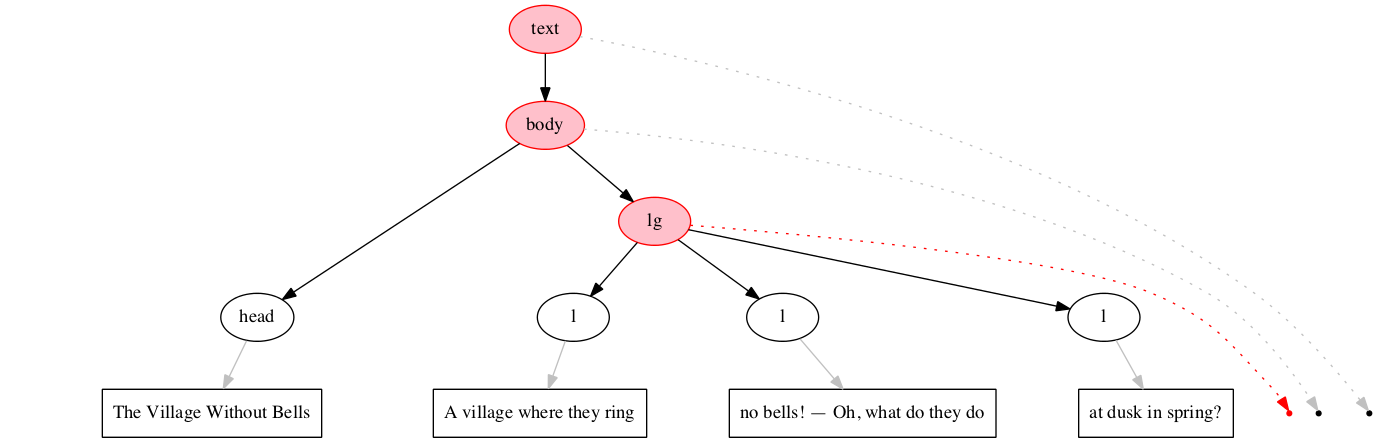 text
body
lg
head
l
l
l
The Village Without Bells
A village where they ring
no bells! — Oh, what do they do
at dusk in spring?